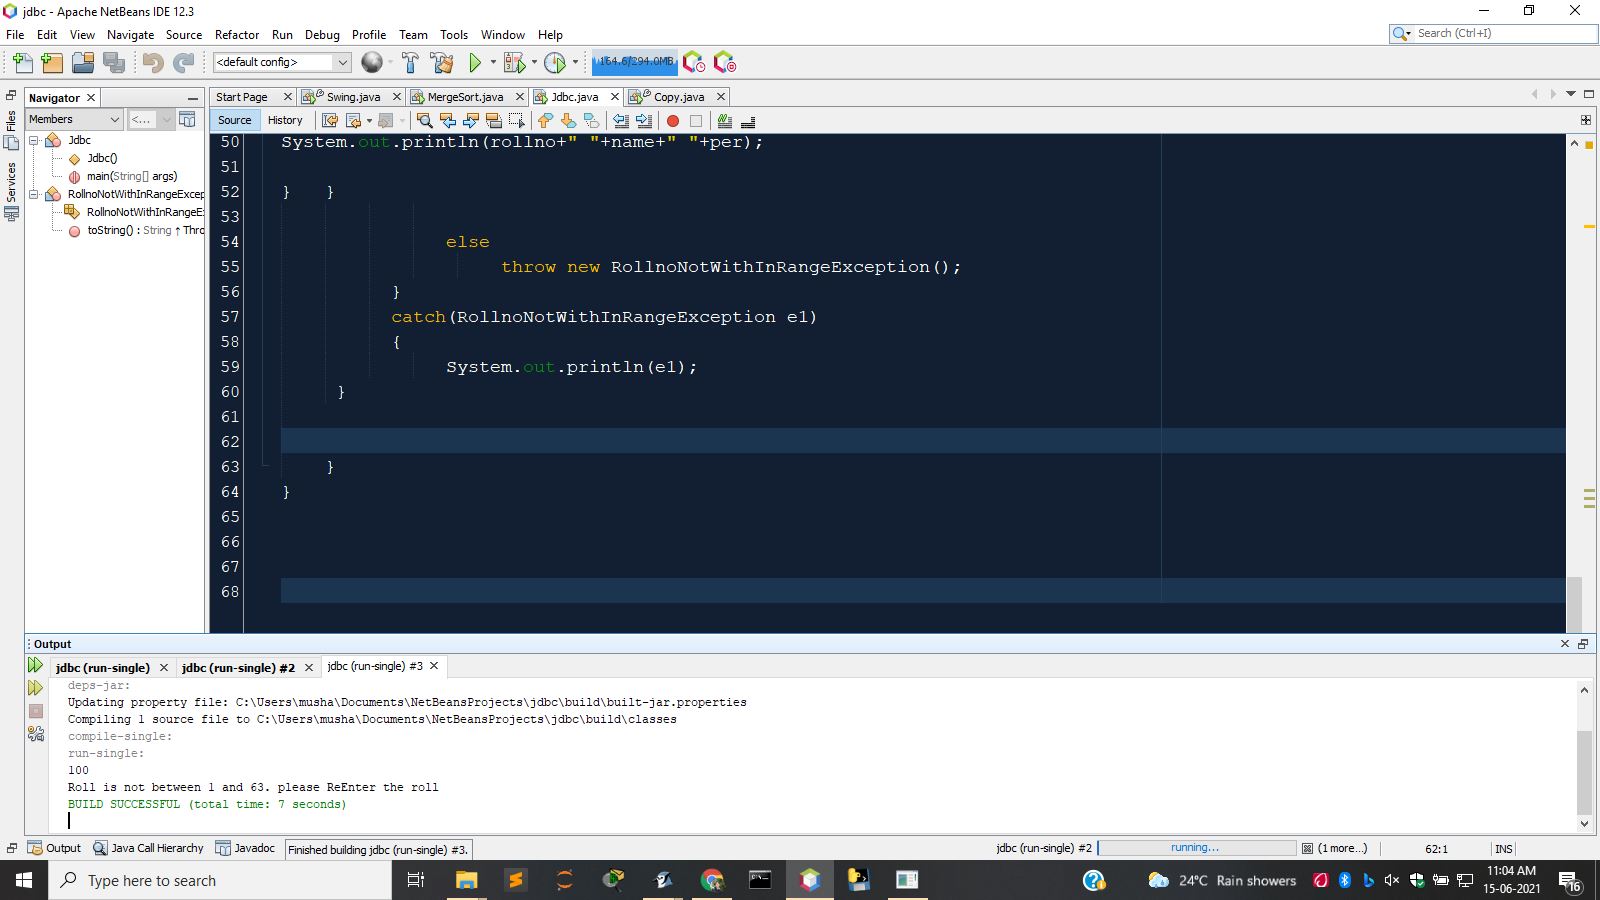 jdbc - Apache NetBeans IDE 12.3
File Edit View Navigate Source Refactor Run Debug Profile Team Tools Window Help
Search (Ctrl+I)
<default config>
164.6/294.0MB
Navigator
Start Page Swing.java MergeSort.java Jdbc.java Copy.java
Members <...
Source History
Files
Services
Jdbc
Jdbc()
main(String[] args)
RollnoNotWithInRangeExcep
RollnoNotWithInRangeE
toString() : String ↑ Thro
50 System.out.println(rollno+" "+name+" "+per);
51
52 } }
53
54 else
55 throw new RollnoNotWithInRangeException();
56 }
57 catch(RollnoNotWithInRangeException e1)
58 {
59 System.out.println(e1);
60 }
61
62
63 }
64 }
65
66
67
68
Output
jdbc (run-single) jdbc (run-single) #2 jdbc (run-single) #3
deps-jar:
Updating property file: C:\Users\musha\Documents\NetBeansProjects\jdbc\build\built-jar.properties
Compiling 1 source file to C:\Users\musha\Documents\NetBeansProjects\jdbc\build\classes
compile-single:
run-single:
100
Roll is not between 1 and 63. please ReEnter the roll
BUILD SUCCESSFUL (total time: 7 seconds)
Output Java Call Hierarchy Javadoc Finished building jdbc (run-single) #3. jdbc (run-single) #2 running... (1 more...) 62:1 INS
Type here to search
24°C Rain showers
11:04 AM
15-06-2021
16